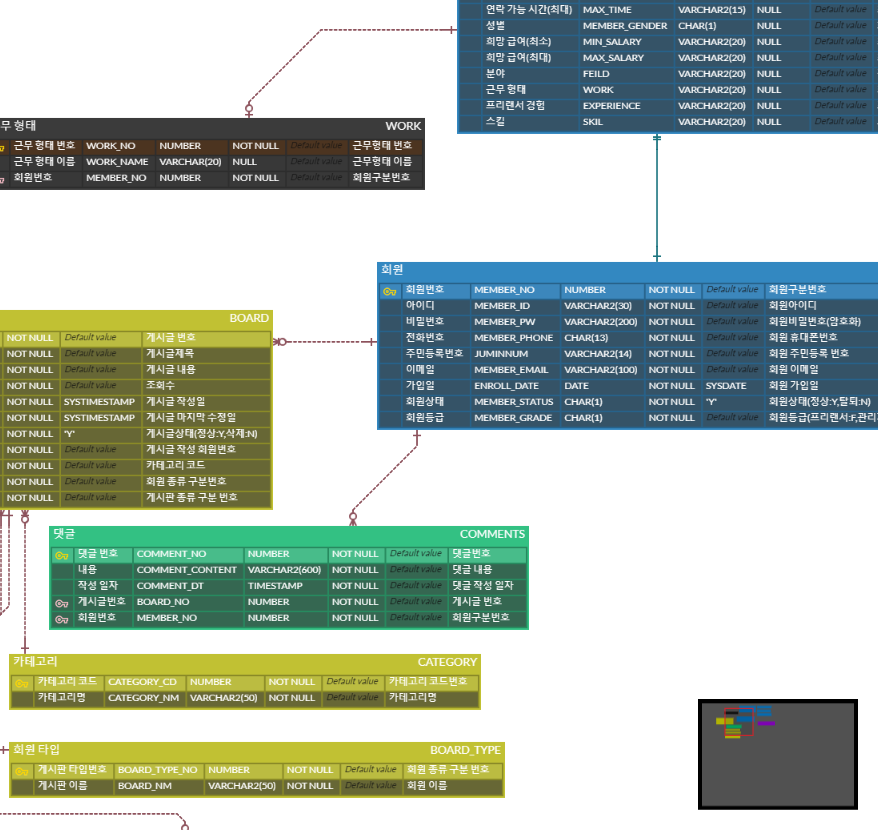 연락 가능 시간(최대) MAX_TIME VARCHAR2(15) NULL Default value
성별 MEMBER_GENDER CHAR(1) NULL Default value
희망 급여(최소) MIN_SALARY VARCHAR2(20) NULL Default value
희망 급여(최대) MAX_SALARY VARCHAR2(20) NULL Default value
분야 FEILD VARCHAR2(20) NULL Default value
근무 형태 WORK VARCHAR2(20) NULL Default value
프리랜서 경험 EXPERIENCE VARCHAR2(20) NULL Default value
스킬 SKIL VARCHAR2(20) NULL Default value
무 형태 WORK
근무 형태 번호 WORK_NO NUMBER NOT NULL Default value 근무형태 번호
근무 형태 이름 WORK_NAME VARCHAR(20) NULL Default value 근무형태 이름
회원번호 MEMBER_NO NUMBER NOT NULL Default value 회원구분번호
회원
회원번호 MEMBER_NO NUMBER NOT NULL Default value 회원구분번호
아이디 MEMBER_ID VARCHAR2(30) NOT NULL Default value 회원아이디
비밀번호 MEMBER_PW VARCHAR2(200) NOT NULL Default value 회원비밀번호(암호화)
전화번호 MEMBER_PHONE CHAR(13) NOT NULL Default value 회원 휴대폰번호
주민등록번호 JUMINNUM VARCHAR2(14) NOT NULL Default value 회원 주민등록 번호
이메일 MEMBER_EMAIL VARCHAR2(100) NOT NULL Default value 회원 이메일
가입일 ENROLL_DATE DATE NOT NULL SYSDATE 회원 가입일
회원상태 MEMBER_STATUS CHAR(1) NOT NULL 'Y' 회원상태(정상:Y,탈퇴:N)
회원등급 MEMBER_GRADE CHAR(1) NOT NULL Default value 회원등급(프리랜서:F,관리
BOARD
NOT NULL Default value 게시글 번호
NOT NULL Default value 게시글제목
NOT NULL Default value 게시글 내용
NOT NULL Default value 조회수
NOT NULL SYSTIMESTAMP 게시글 작성일
NOT NULL SYSTIMESTAMP 게시글 마지막 수정일
NOT NULL 'Y' 게시글상태(정상:Y,삭제:N)
NOT NULL Default value 게시글 작성 회원번호
NOT NULL Default value 카테고리 코드
NOT NULL Default value 회원 종류 구분번호
NOT NULL Default value 게시판 종류 구분 번호
댓글 COMMENTS
댓글 번호 COMMENT_NO NUMBER NOT NULL Default value 댓글번호
내용 COMMENT_CONTENT VARCHAR2(600) NOT NULL Default value 댓글 내용
작성 일자 COMMENT_DT TIMESTAMP NOT NULL Default value 댓글 작성 일자
게시글번호 BOARD_NO NUMBER NOT NULL Default value 게시글 번호
회원번호 MEMBER_NO NUMBER NOT NULL Default value 회원구분번호
카테고리 CATEGORY
카테고리 코드 CATEGORY_CD NUMBER NOT NULL Default value 카테고리 코드번호
카테고리명 CATEGORY_NM VARCHAR2(50) NOT NULL Default value 카테고리명
회원 타입 BOARD_TYPE
게시판 타입번호 BOARD_TYPE_NO NUMBER NOT NULL Default value 회원 종류 구분 번호
게시판 이름 BOARD_NM VARCHAR2(50) NOT NULL Default value 회원 이름